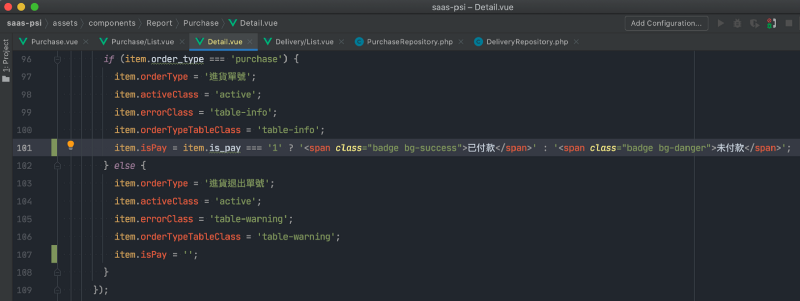 saas-psi – Detail.vue
saas-psi 〉 assets 〉 components 〉 Report 〉 Purchase 〉 Detail.vue Add Configuration...
Purchase.vue × Purchase/List.vue × Detail.vue × Delivery/List.vue × PurchaseRepository.php × DeliveryRepository.php ×
1: Project
96 if (item.order_type === 'purchase') {
97 item.orderType = '進貨單號';
98 item.activeClass = 'active';
99 item.errorClass = 'table-info';
100 item.orderTypeTableClass = 'table-info';
101 item.isPay = item.is_pay === '1' ? '<span class="badge bg-success">已付款</span>' : '<span class="badge bg-danger">未付款</span>';
102 } else {
103 item.orderType = '進貨退出單號';
104 item.activeClass = 'active';
105 item.errorClass = 'table-warning';
106 item.orderTypeTableClass = 'table-warning';
107 item.isPay = '';
108 }
109 });